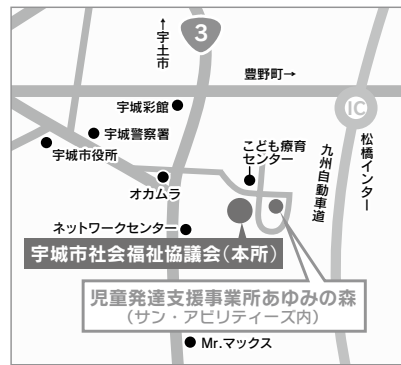 3
↑宇土市
豊野町→
IC
松橋インター
九州自動車道
宇城彩館
宇城警察署
宇城市役所
こども療育
センター
オカムラ
ネットワークセンター
宇城市社会福祉協議会(本所)
児童発達支援事業所あゆみの森
(サン・アビリティーズ内)
Mr.マックス